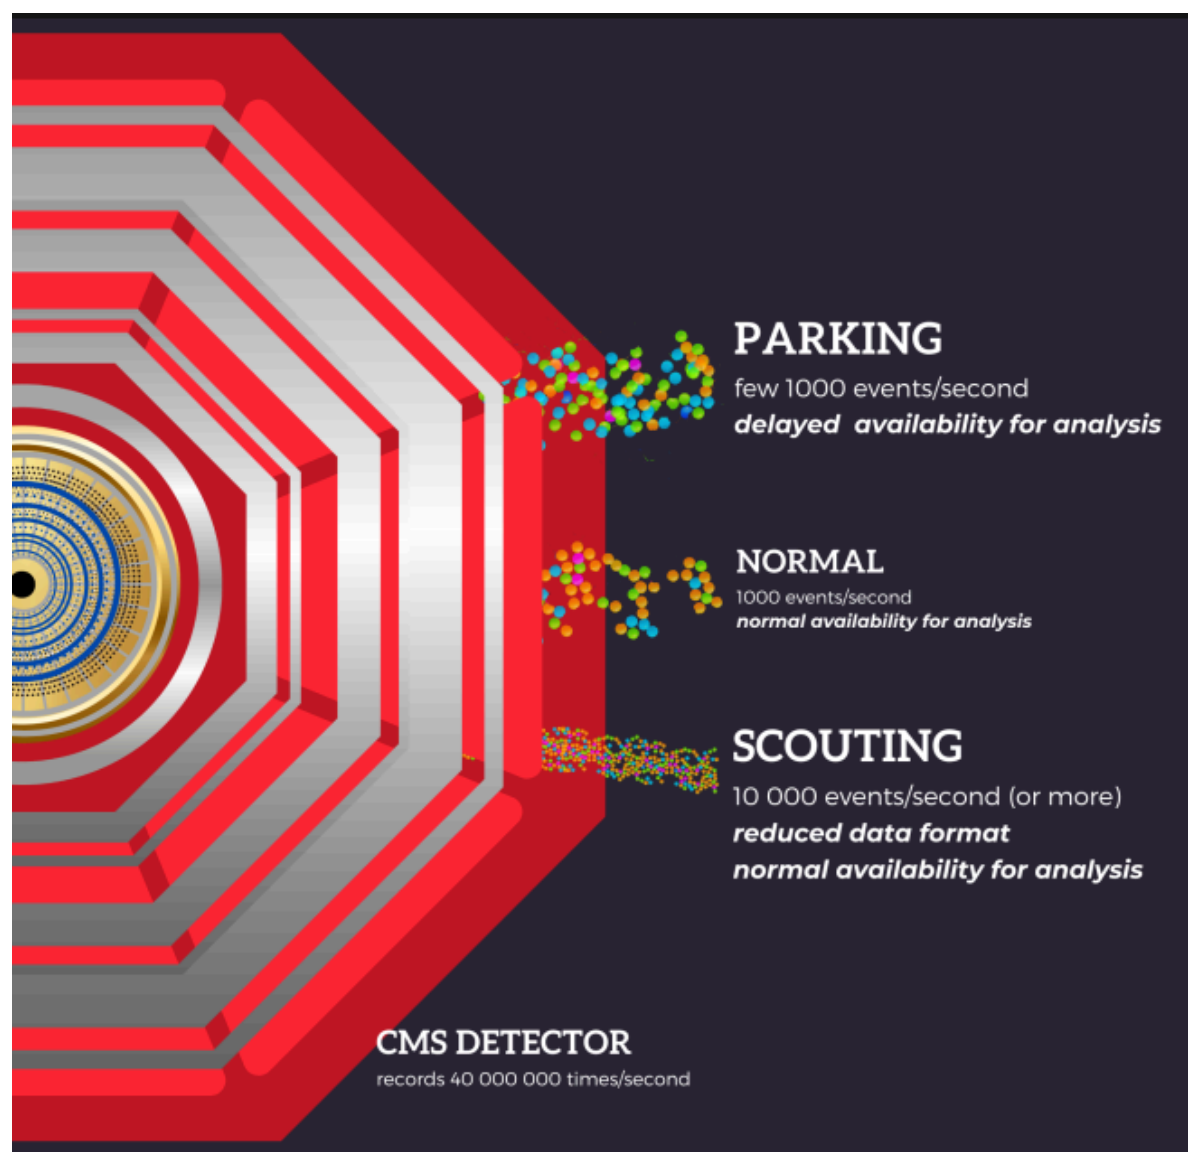 PARKING
few 1000 events/second
delayed availability for analysis
NORMAL
1000 events/second
normal availability for analysis
SCOUTING
10 000 events/second (or more)
reduced data format
normal availability for analysis
CMS DETECTOR
records 40 000 000 times/second